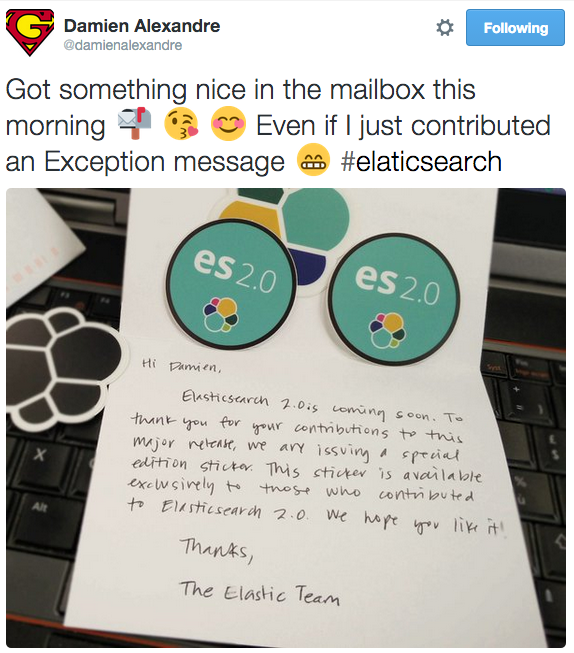 Damien Alexandre
@damienalexandre
Following
Got something nice in the mailbox this
morning 📬 😘 😊 Even if I just contributed
an Exception message 😁 #elaticsearch
es 2.0
es 2.0
Hi Damien,
Elasticsearch 2.0 is coming soon. To
thank you for your contributions to this
major release, we are issuing a special
edition sticker. This sticker is available
exclusively to those who contributed
to Elasticsearch 2.0. We hope you like it!
Thanks,
The Elastic Team
X
Alt